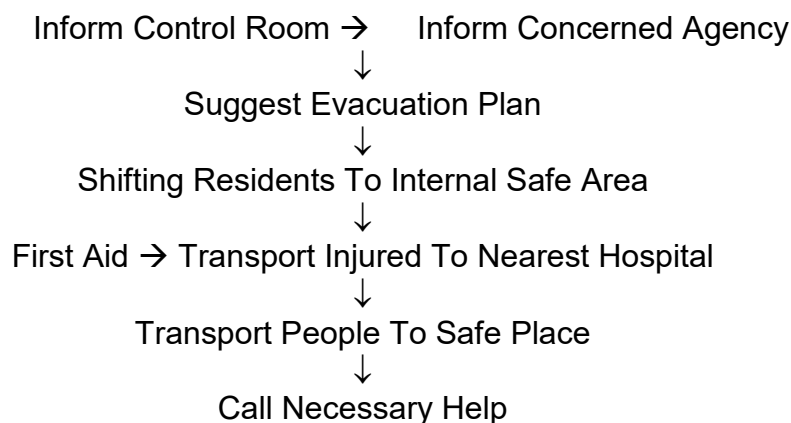 Inform Control Room → Inform Concerned Agency
↓
Suggest Evacuation Plan
↓
Shifting Residents To Internal Safe Area
↓
First Aid → Transport Injured To Nearest Hospital
↓
Transport People To Safe Place
↓
Call Necessary Help